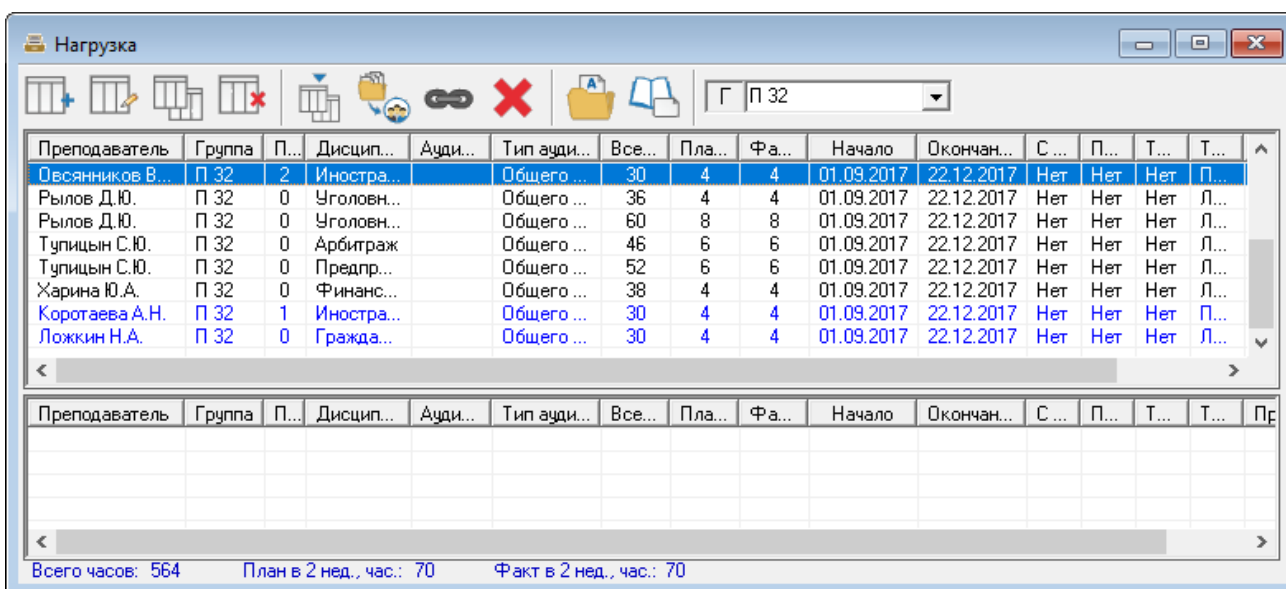 Нагрузка
Г П 32
Преподаватель Группа П... Дисцип... Ауди... Тип ауди... Все... Пла... Фа... Начало Окончан... С ... П... Т... Т...
Овсянников В... П 32 2 Иностра... Общего ... 30 4 4 01.09.2017 22.12.2017 Нет Нет Нет П...
Рылов Д.Ю. П 32 0 Уголовн... Общего ... 36 4 4 01.09.2017 22.12.2017 Нет Нет Нет Л...
Рылов Д.Ю. П 32 0 Уголовн... Общего ... 60 8 8 01.09.2017 22.12.2017 Нет Нет Нет Л...
Тупицын С.Ю. П 32 0 Арбитраж Общего ... 46 6 6 01.09.2017 22.12.2017 Нет Нет Нет Л...
Тупицын С.Ю. П 32 0 Предпр... Общего ... 52 6 6 01.09.2017 22.12.2017 Нет Нет Нет Л...
Харина Ю.А. П 32 0 Финанс... Общего ... 38 4 4 01.09.2017 22.12.2017 Нет Нет Нет Л...
Коротаева А.Н. П 32 1 Иностра... Общего ... 30 4 4 01.09.2017 22.12.2017 Нет Нет Нет П...
Ложкин Н.А. П 32 0 Гражда... Общего ... 30 4 4 01.09.2017 22.12.2017 Нет Нет Нет Л...
Преподаватель Группа П... Дисцип... Ауди... Тип ауди... Все... Пла... Фа... Начало Окончан... С ... П... Т... Т... Пр
Всего часов: 564 План в 2 нед., час.: 70 Факт в 2 нед., час.: 70